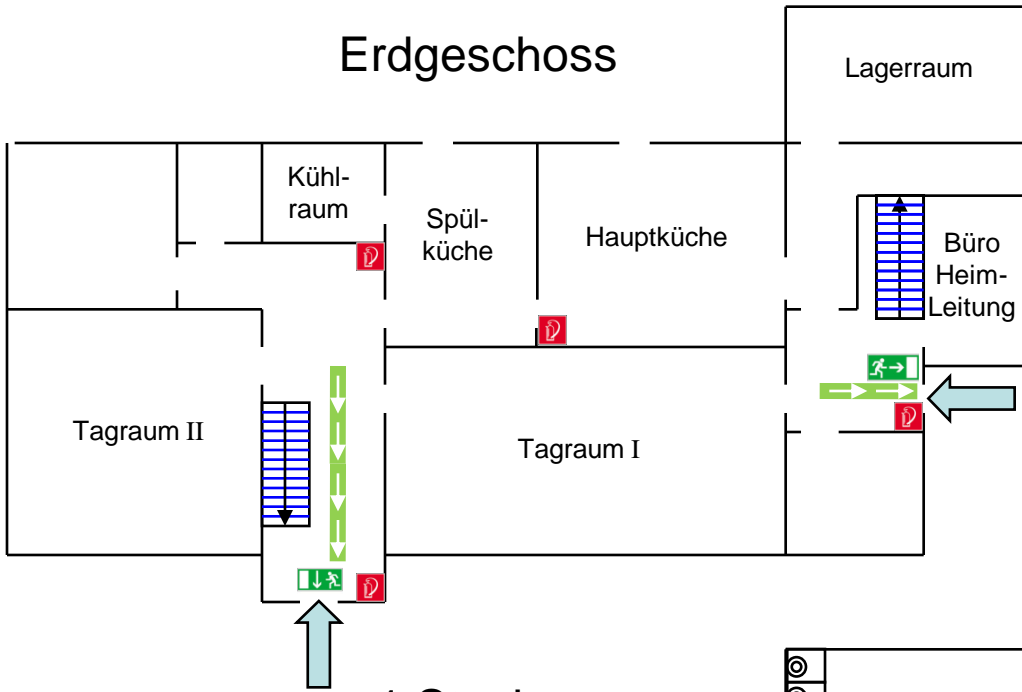 Erdgeschoss
Lagerraum
Kühl-
raum
Spül-
küche
Hauptküche
Büro
Heim-
Leitung
Tagraum II
Tagraum I